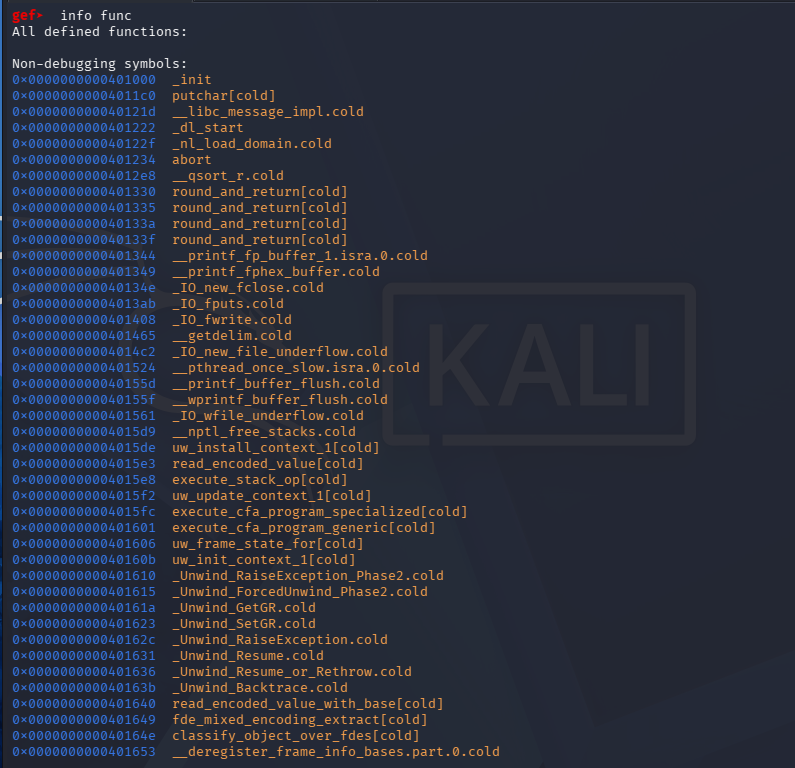 gef➤  info func
All defined functions:

Non-debugging symbols:
0x0000000000401000  _init
0x00000000004011c0  putchar[cold]
0x000000000040121d  __libc_message_impl.cold
0x0000000000401222  _dl_start
0x000000000040122f  _nl_load_domain.cold
0x0000000000401234  abort
0x00000000004012e8  __qsort_r.cold
0x0000000000401330  round_and_return[cold]
0x0000000000401335  round_and_return[cold]
0x000000000040133a  round_and_return[cold]
0x000000000040133f  round_and_return[cold]
0x0000000000401344  __printf_fp_buffer_1.isra.0.cold
0x0000000000401349  __printf_fphex_buffer.cold
0x000000000040134e  _IO_new_fclose.cold
0x00000000004013ab  _IO_fputs.cold
0x0000000000401408  _IO_fwrite.cold
0x0000000000401465  __getdelim.cold
0x00000000004014c2  _IO_new_file_underflow.cold
0x0000000000401524  __pthread_once_slow.isra.0.cold
0x000000000040155d  __printf_buffer_flush.cold
0x000000000040155f  __wprintf_buffer_flush.cold
0x0000000000401561  _IO_wfile_underflow.cold
0x00000000004015d9  __nptl_free_stacks.cold
0x00000000004015de  uw_install_context_1[cold]
0x00000000004015e3  read_encoded_value[cold]
0x00000000004015e8  execute_stack_op[cold]
0x00000000004015f2  uw_update_context_1[cold]
0x00000000004015fc  execute_cfa_program_specialized[cold]
0x0000000000401601  execute_cfa_program_generic[cold]
0x0000000000401606  uw_frame_state_for[cold]
0x000000000040160b  uw_init_context_1[cold]
0x0000000000401610  _Unwind_RaiseException_Phase2.cold
0x0000000000401615  _Unwind_ForcedUnwind_Phase2.cold
0x000000000040161a  _Unwind_GetGR.cold
0x0000000000401623  _Unwind_SetGR.cold
0x000000000040162c  _Unwind_RaiseException.cold
0x0000000000401631  _Unwind_Resume.cold
0x0000000000401636  _Unwind_Resume_or_Rethrow.cold
0x000000000040163b  _Unwind_Backtrace.cold
0x0000000000401640  read_encoded_value_with_base[cold]
0x0000000000401649  fde_mixed_encoding_extract[cold]
0x000000000040164e  classify_object_over_fdes[cold]
0x0000000000401653  __deregister_frame_info_bases.part.0.cold
KALI